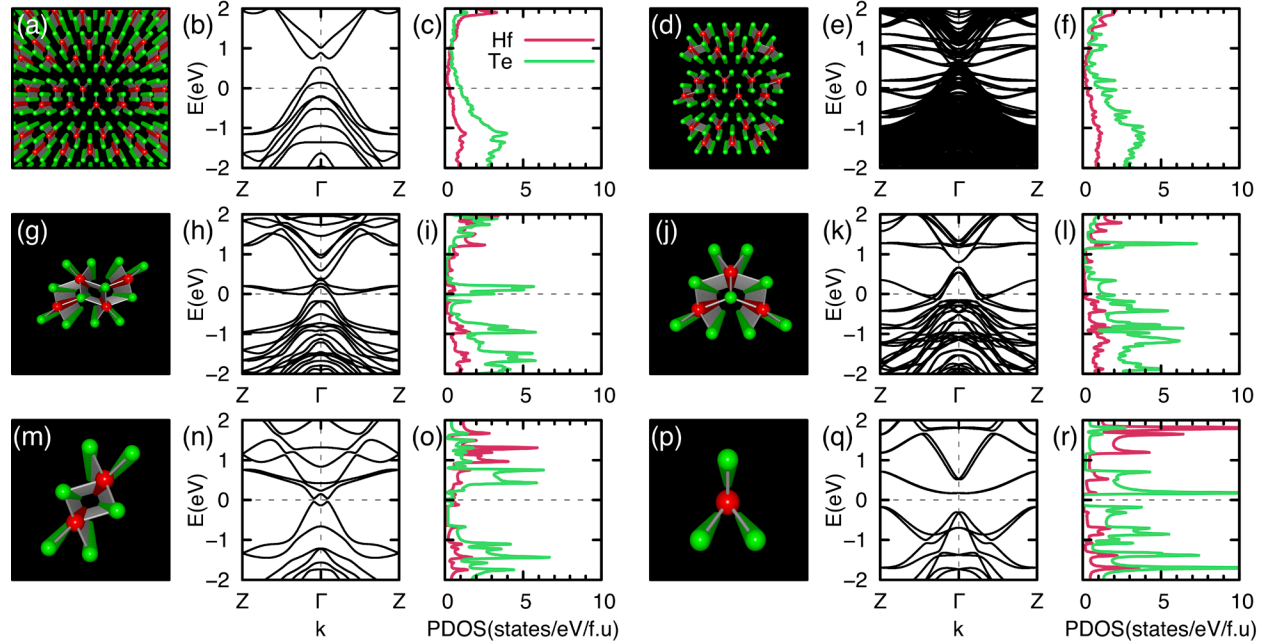 (a) (b) 2 (c) (d) (e) 2 (f)
Hf
Te
E(eV) 1 0 −1 −2 E(eV) 1 0 −1 −2
Z Γ Z 0 5 10 Z Γ Z 0 5 10
(g) (h) 2 (i) (j) (k) 2 (l)
E(eV) 1 0 −1 −2 E(eV) 1 0 −1 −2
Z Γ Z 0 5 10 Z Γ Z 0 5 10
(m) (n) 2 (o) (p) (q) 2 (r)
E(eV) 1 0 −1 −2 E(eV) 1 0 −1 −2
Z Γ Z 0 5 10 Z Γ Z 0 5 10
k PDOS(states/eV/f.u) k PDOS(states/eV/f.u)